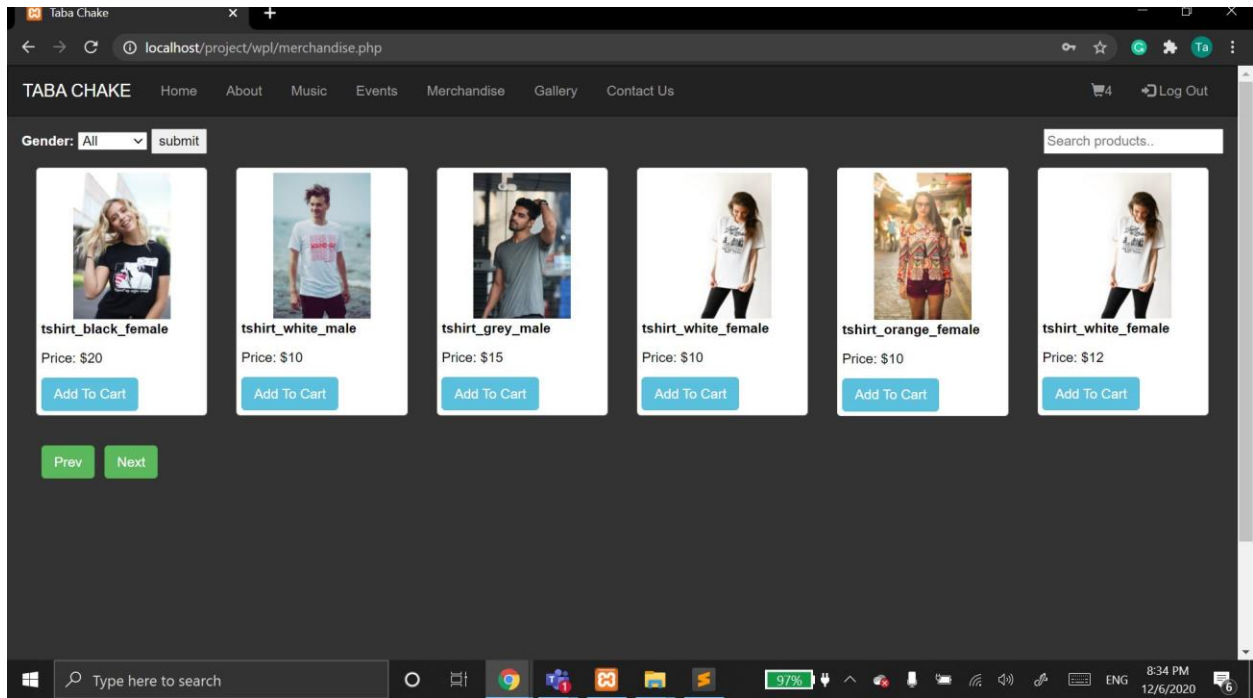 Taba Chake
localhost/project/wpl/merchandise.php
Ta
TABA CHAKE Home About Music Events Merchandise Gallery Contact Us 4 Log Out
Gender: All submit Search products..
tshirt_black_female tshirt_white_male tshirt_grey_male tshirt_white_female tshirt_orange_female tshirt_white_female
Price: $20 Price: $10 Price: $15 Price: $10 Price: $10 Price: $12
Add To Cart Add To Cart Add To Cart Add To Cart Add To Cart Add To Cart
Prev Next
Type here to search 97% ENG 8:34 PM
12/6/2020 6